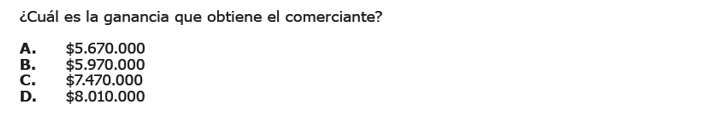 ¿Cuál es la ganancia que obtiene el comerciante?
A. $5.670.000
B. $5.970.000
C. $7.470.000
D. $8.010.000